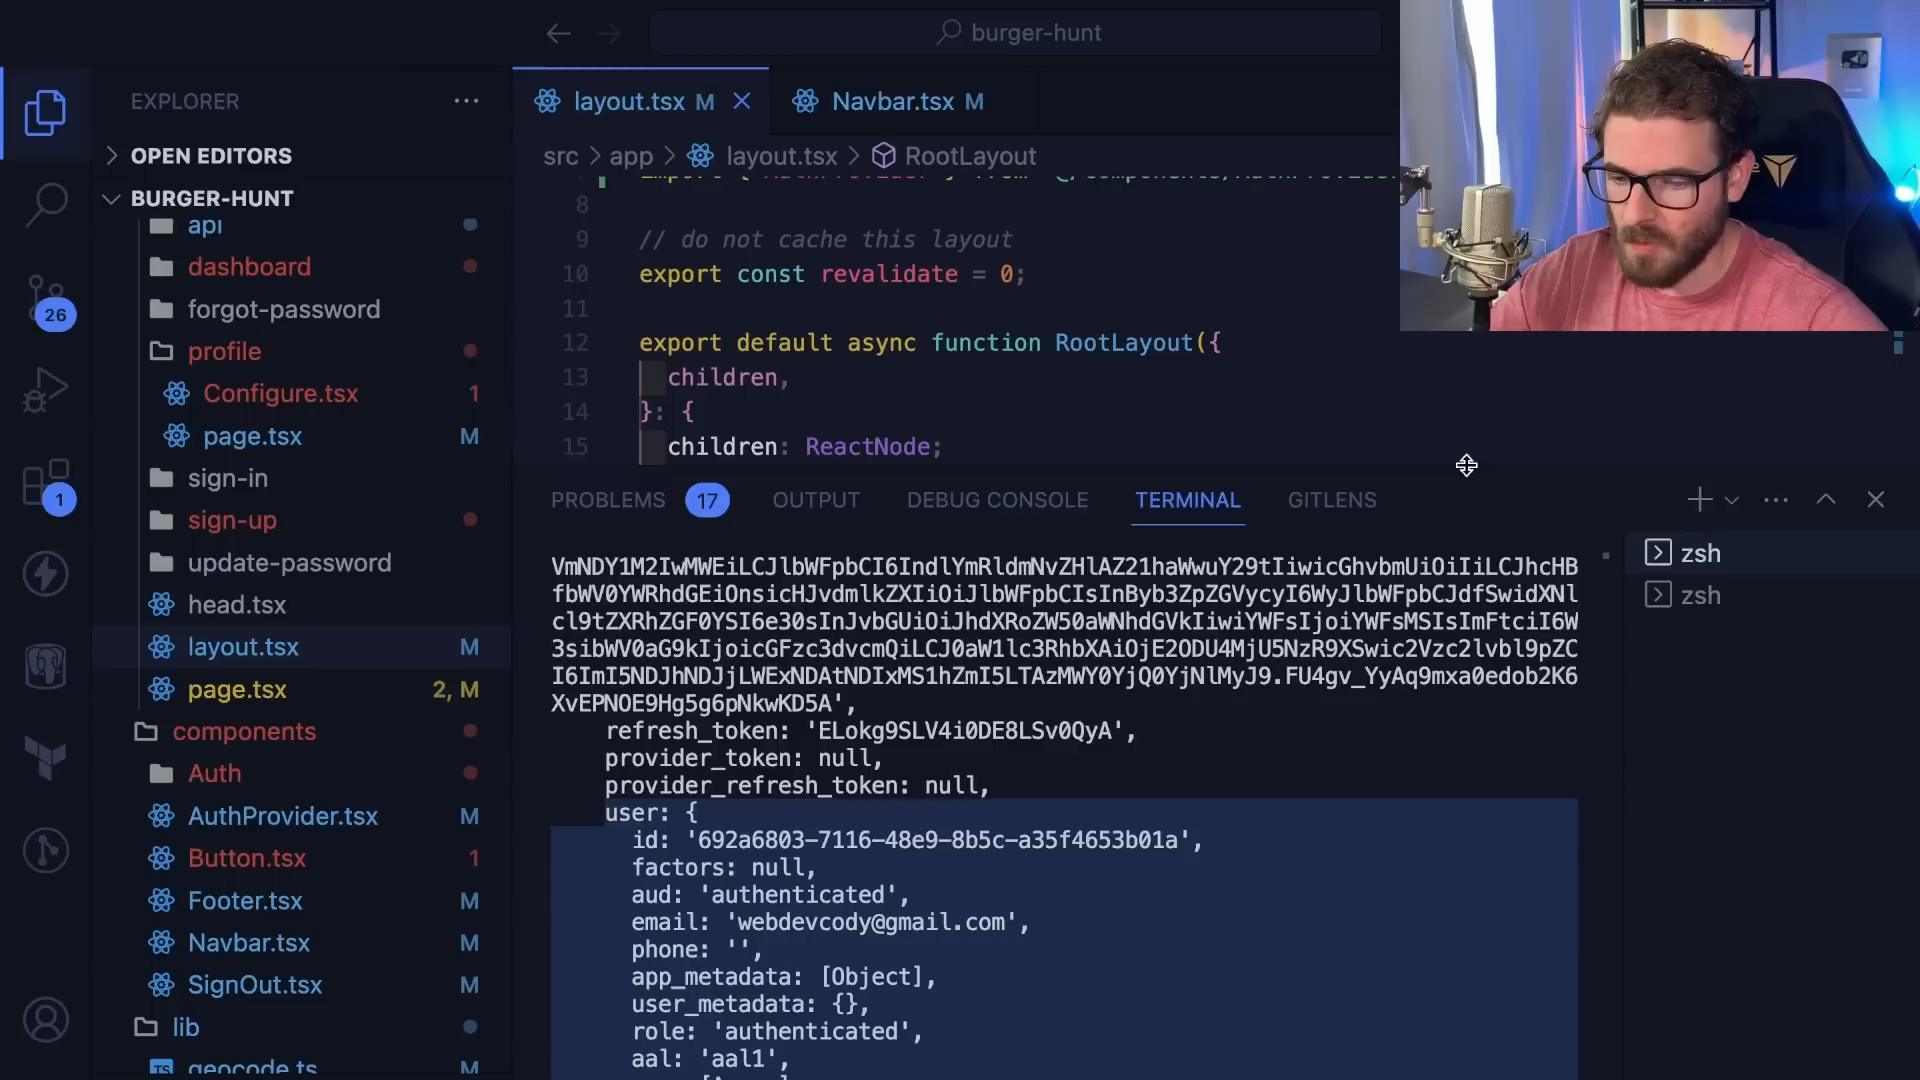 burger-hunt
EXPLORER
layout.tsx M
Navbar.tsx M
OPEN EDITORS
src > app > layout.tsx > RootLayout
BURGER-HUNT
api
dashboard
forgot-password
profile
Configure.tsx 1
page.tsx M
sign-in
sign-up
update-password
head.tsx
layout.tsx M
page.tsx 2, M
components
Auth
AuthProvider.tsx M
Button.tsx 1
Footer.tsx M
Navbar.tsx M
SignOut.tsx M
lib
geocode.ts M
26
1
8
9 // do not cache this layout
10 export const revalidate = 0;
11
12 export default async function RootLayout({
13 children,
14 }: {
15 children: ReactNode;
PROBLEMS 17 OUTPUT DEBUG CONSOLE TERMINAL GITLENS
zsh
zsh
VmNDY1M2IwMWEiLCJlbWFpbCI6IndlYmRldmNvZHlAZ21haWwuY29tIiwicGhvbmUiOiIiLCJhcHB
fbWV0YWRhdGEiOnsicHJvdmlkZXIiOiJlbWFpbCIsInByb3ZpZGVycyI6WyJlbWFpbCJdfSwidXNl
cl9tZXRhZGF0YSI6e30sInJvbGUiOiJhdXRoZW50aWNhdGVkIiwiYWFsIjoiYWFsMSIsImFtciI6W
3sibWV0aG9kIjoicGFzc3dvcmQiLCJ0aW1lc3RhbXAiOjE2ODU4MjU5NzR9XSwic2Vzc2lvbl9pZC
I6ImI5NDJhNDJjLWExNDAtNDIxMS1hZmI5LTAzMWY0YjQ0YjNlMyJ9.FU4gv_YyAq9mxa0edob2K6
XvEPNOE9Hg5g6pNkwKD5A',
refresh_token: 'ELokg9SLV4i0DE8LSv0QyA',
provider_token: null,
provider_refresh_token: null,
user: {
id: '692a6803-7116-48e9-8b5c-a35f4653b01a',
factors: null,
aud: 'authenticated',
email: 'webdevcody@gmail.com',
phone: '',
app_metadata: [Object],
user_metadata: {},
role: 'authenticated',
aal: 'aal1',